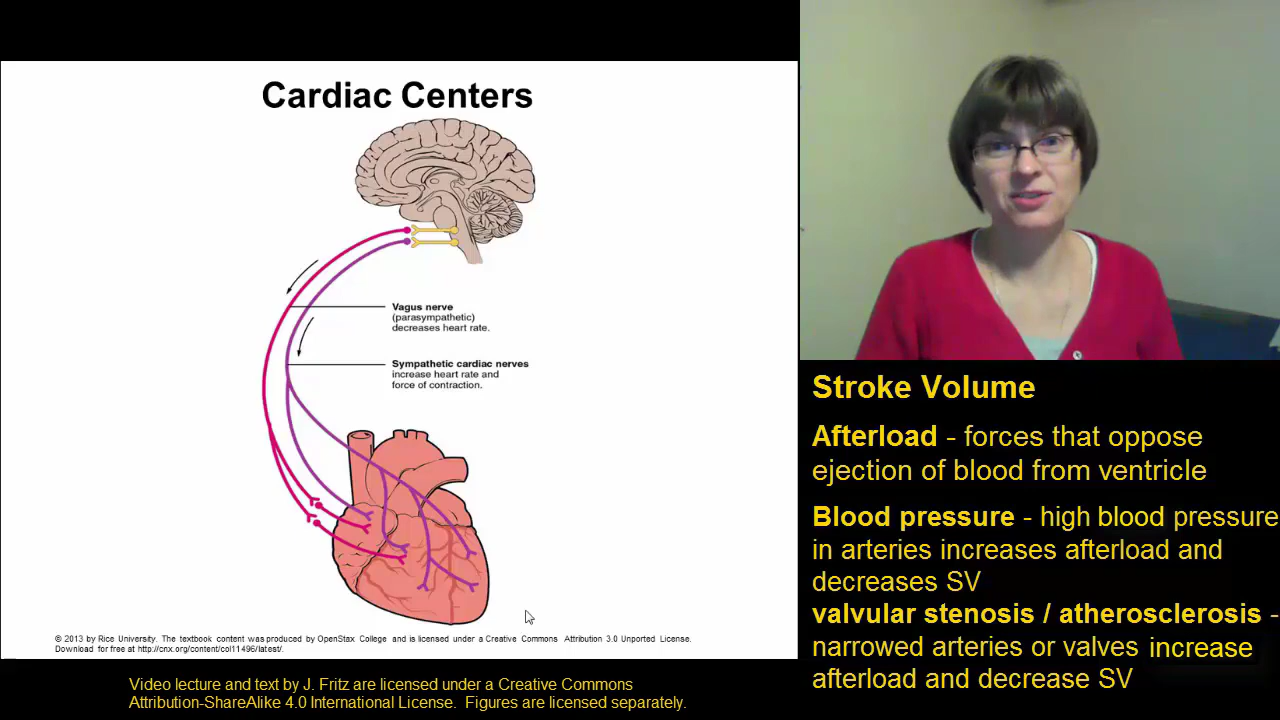 Cardiac Centers
Vagus nerve
(parasympathetic)
decreases heart rate.
Sympathetic cardiac nerves
increase heart rate and
force of contraction.
© 2013 by Rice University. The textbook content was produced by OpenStax College and is licensed under a Creative Commons Attribution 3.0 Unported License.
Download for free at http://cnx.org/content/col11496/latest/.
Video lecture and text by J. Fritz are licensed under a Creative Commons
Attribution-ShareAlike 4.0 International License. Figures are licensed separately.
Stroke Volume
Afterload - forces that oppose
ejection of blood from ventricle
Blood pressure - high blood pressure
in arteries increases afterload and
decreases SV
valvular stenosis / atherosclerosis -
narrowed arteries or valves increase
afterload and decrease SV